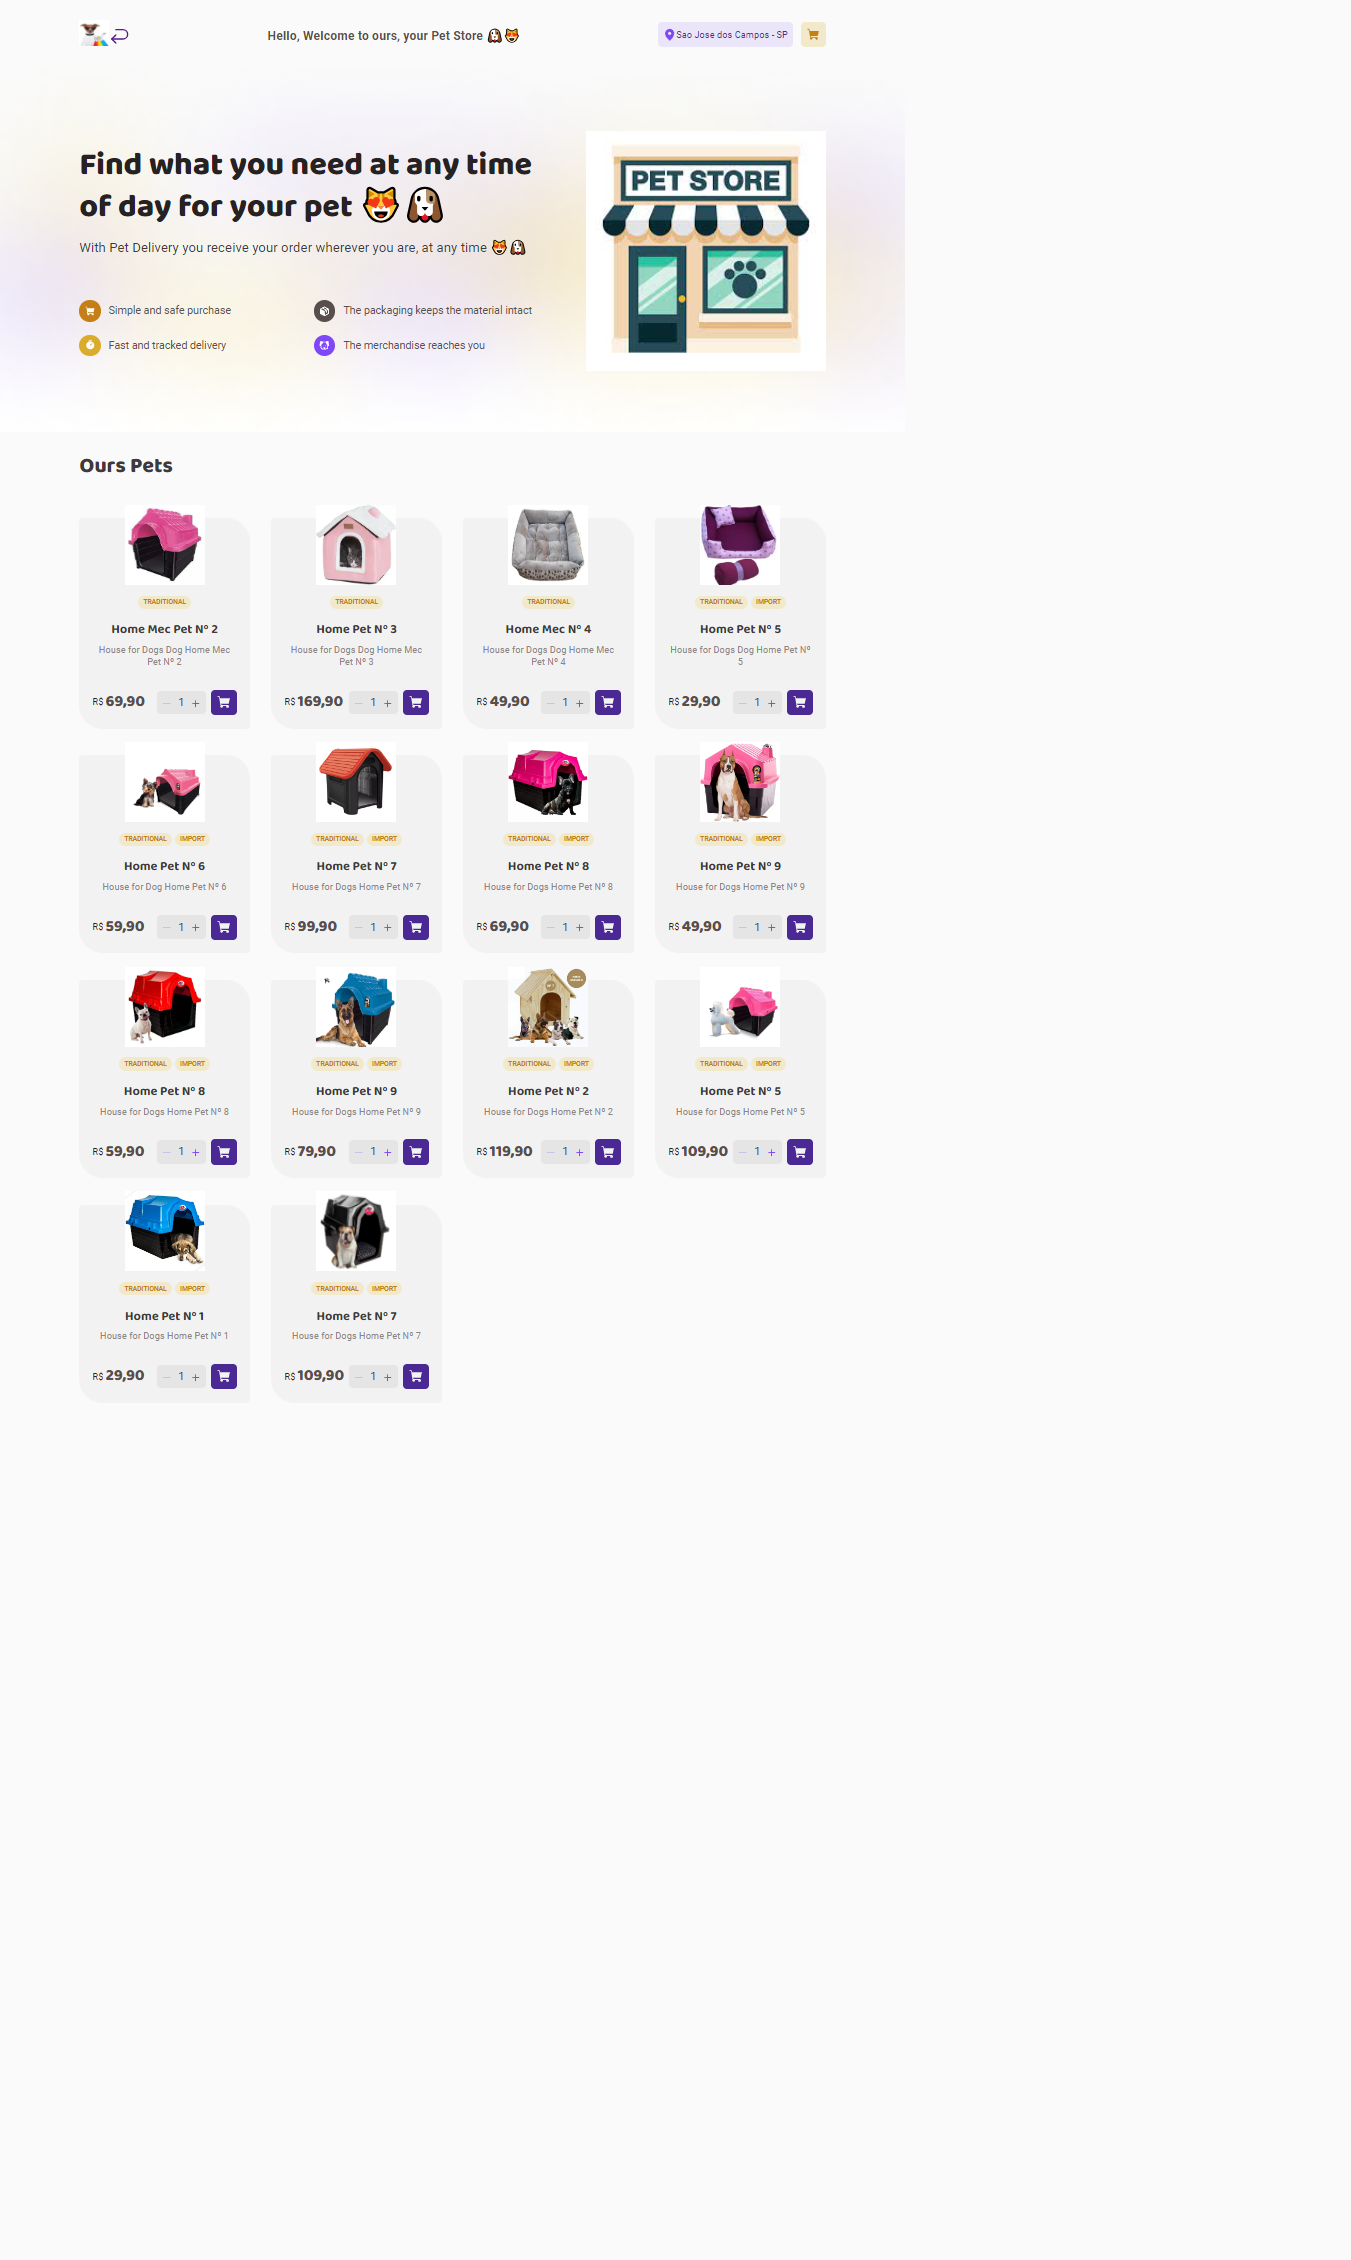 Hello, Welcome to ours, your Pet Store
Sao Jose dos Campos - SP
Find what you need at any time
of day for your pet
With Pet Delivery you receive your order wherever you are, at any time
Simple and safe purchase
The packaging keeps the material intact
Fast and tracked delivery
The merchandise reaches you
PET STORE
Ours Pets
TRADITIONAL
Home Mec Pet Nº 2
House for Dogs Dog Home Mec
Pet Nº 2
R$ 69,90
1
TRADITIONAL
Home Pet Nº 3
House for Dogs Dog Home Mec
Pet Nº 3
R$ 169,90
1
TRADITIONAL
Home Mec Nº 4
House for Dogs Dog Home Mec
Pet Nº 4
R$ 49,90
1
TRADITIONAL IMPORT
Home Pet Nº 5
House for Dogs Dog Home Pet Nº
5
R$ 29,90
1
TRADITIONAL IMPORT
Home Pet Nº 6
House for Dog Home Pet Nº 6
R$ 59,90
1
TRADITIONAL IMPORT
Home Pet Nº 7
House for Dogs Home Pet Nº 7
R$ 99,90
1
TRADITIONAL IMPORT
Home Pet Nº 8
House for Dogs Home Pet Nº 8
R$ 69,90
1
TRADITIONAL IMPORT
Home Pet Nº 9
House for Dogs Home Pet Nº 9
R$ 49,90
1
TRADITIONAL IMPORT
Home Pet Nº 8
House for Dogs Home Pet Nº 8
R$ 59,90
1
TRADITIONAL IMPORT
Home Pet Nº 9
House for Dogs Home Pet Nº 9
R$ 79,90
1
TRADITIONAL IMPORT
Home Pet Nº 2
House for Dogs Home Pet Nº 2
R$ 119,90
1
TRADITIONAL IMPORT
Home Pet Nº 5
House for Dogs Home Pet Nº 5
R$ 109,90
1
TRADITIONAL IMPORT
Home Pet Nº 1
House for Dogs Home Pet Nº 1
R$ 29,90
1
TRADITIONAL IMPORT
Home Pet Nº 7
House for Dogs Home Pet Nº 7
R$ 109,90
1